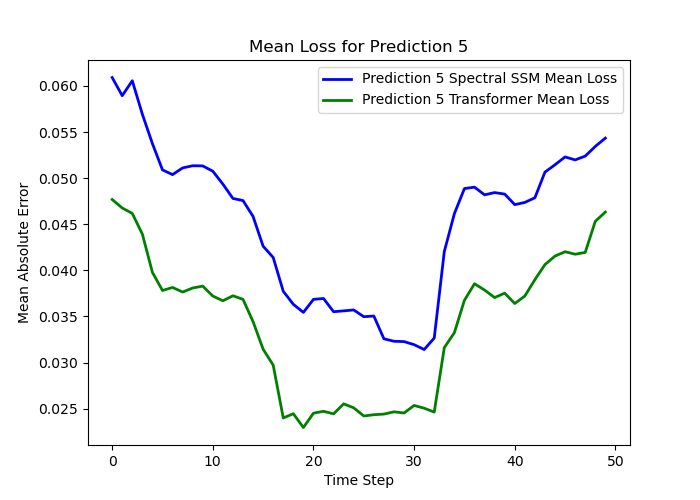 Mean Loss for Prediction 5
Prediction 5 Spectral SSM Mean Loss
Prediction 5 Transformer Mean Loss
Mean Absolute Error
0.060
0.055
0.050
0.045
0.040
0.035
0.030
0.025
0 10 20 30 40 50
Time Step